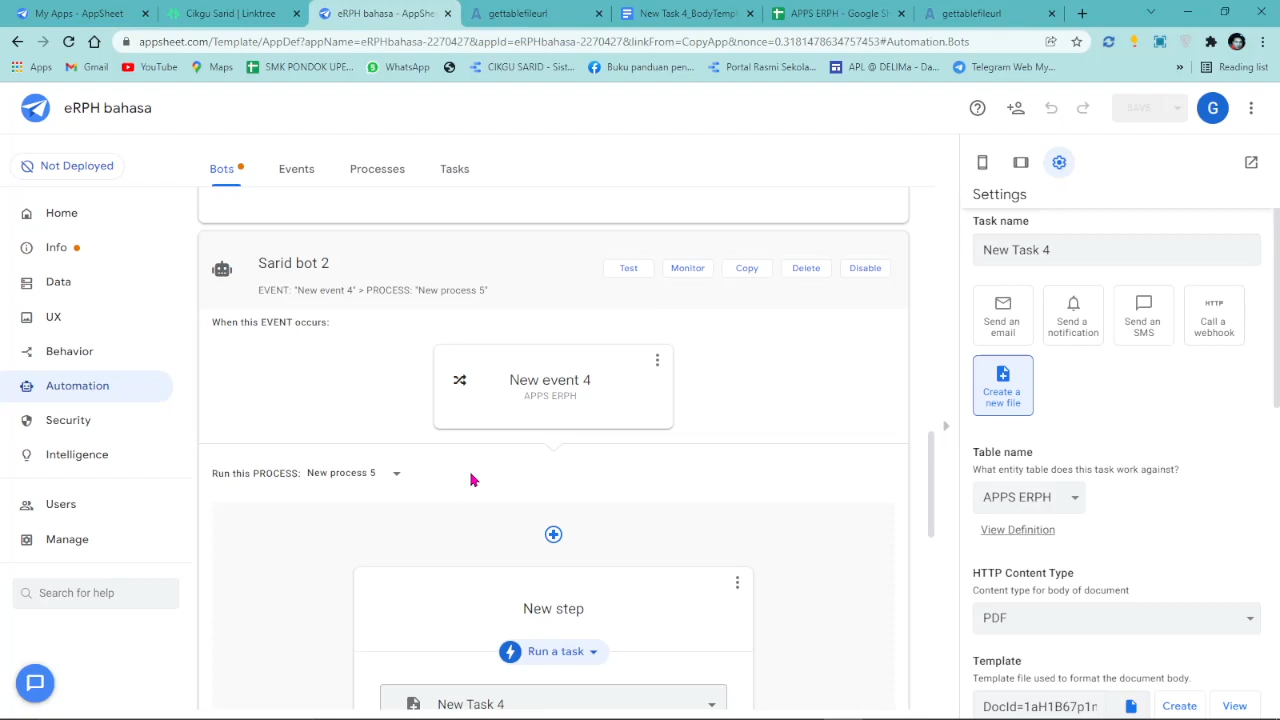 My apps - AppSheet
Cikgu Sarid | Linktree
eRPH bahasa - AppShe
gettablefileurl
New Task 4_BodyTempl
APPS ERPH - Google Sh
gettablefileurl
appsheet.com/Template/AppDef?appName=eRPHbahasa-2270427&appId=eRPHbahasa-2270427&linkFrom=CopyApp&nonce=0.3181478634757453#Automation.Bots
Apps
Gmail
YouTube
Maps
SMK PONDOK UPE...
WhatsApp
CIKGU SARID - Sist...
Buku panduan pen...
Portal Rasmi Sekola...
APL @ DELIMa - Da...
Telegram Web My...
»
Reading list
eRPH bahasa
SAVE
G
Not Deployed
Bots
Events
Processes
Tasks
Home
Info
Data
UX
Behavior
Automation
Security
Intelligence
Users
Manage
Search for help
Sarid bot 2
EVENT: "New event 4" > PROCESS: "New process 5"
Test
Monitor
Copy
Delete
Disable
When this EVENT occurs:
New event 4
APPS ERPH
Run this PROCESS: New process 5
New step
Run a task
New Task 4
Settings
Task name
New Task 4
Send an
email
Send a
notification
Send an
SMS
HTTP
Call a
webhook
Create a
new file
Table name
What entity table does this task work against?
APPS ERPH
View Definition
HTTP Content Type
Content type for body of document
PDF
Template
Template file used to format the document body.
DocId=1aH1B67p1n
Create
View